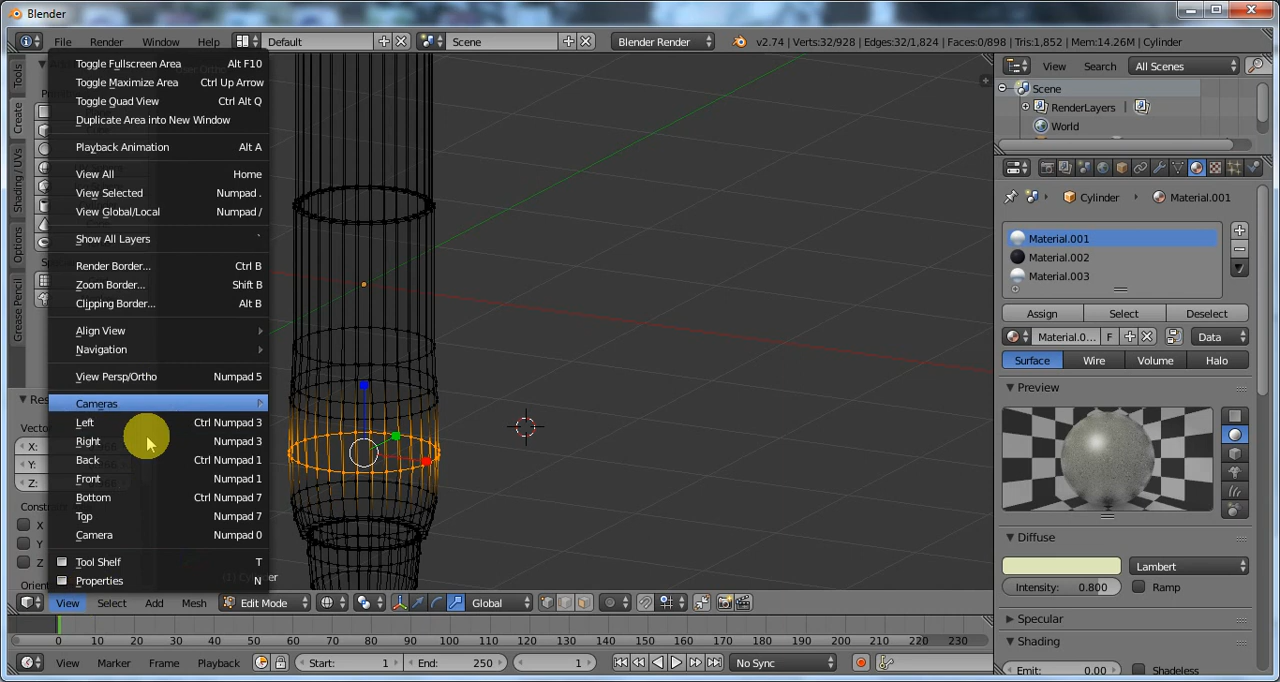 Blender
File Render Window Help Default Scene Blender Render v2.74 | Verts:32/928 | Edges:32/1,824 | Faces:0/898 | Tris:1,852 | Mem:14.26M | Cylinder
Tools
Create
Shading / UVs
Options
Grease Pencil
Toggle Fullscreen Area Alt F10
Toggle Maximize Area Ctrl Up Arrow
Toggle Quad View Ctrl Alt Q
Duplicate Area into New Window
Playback Animation Alt A
View All Home
View Selected Numpad .
View Global/Local Numpad /
Show All Layers `
Render Border... Ctrl B
Zoom Border... Shift B
Clipping Border... Alt B
Align View
Navigation
View Persp/Ortho Numpad 5
Cameras
Left Ctrl Numpad 3
Right Numpad 3
Back Ctrl Numpad 1
Front Numpad 1
Bottom Ctrl Numpad 7
Top Numpad 7
Camera Numpad 0
Tool Shelf T
Properties N
Vecto
X:
Y:
Z:
Const
X
Y
Z
Orien
View Select Add Mesh Edit Mode Global
0 10 20 30 40 50 60 70 80 90 100 110 120 130 140 150 160 170 180 190 200 210 220 230
View Marker Frame Playback Start: 1 End: 250 1 No Sync
View Search All Scenes
Scene
RenderLayers |
World
Cylinder Material.001
Material.001
Material.002
Material.003
Assign Select Deselect
Material.0... F Data
Surface Wire Volume Halo
Preview
Diffuse
Lambert
Intensity: 0.800 Ramp
Specular
Shading
Emit: 0.00 Shadeless